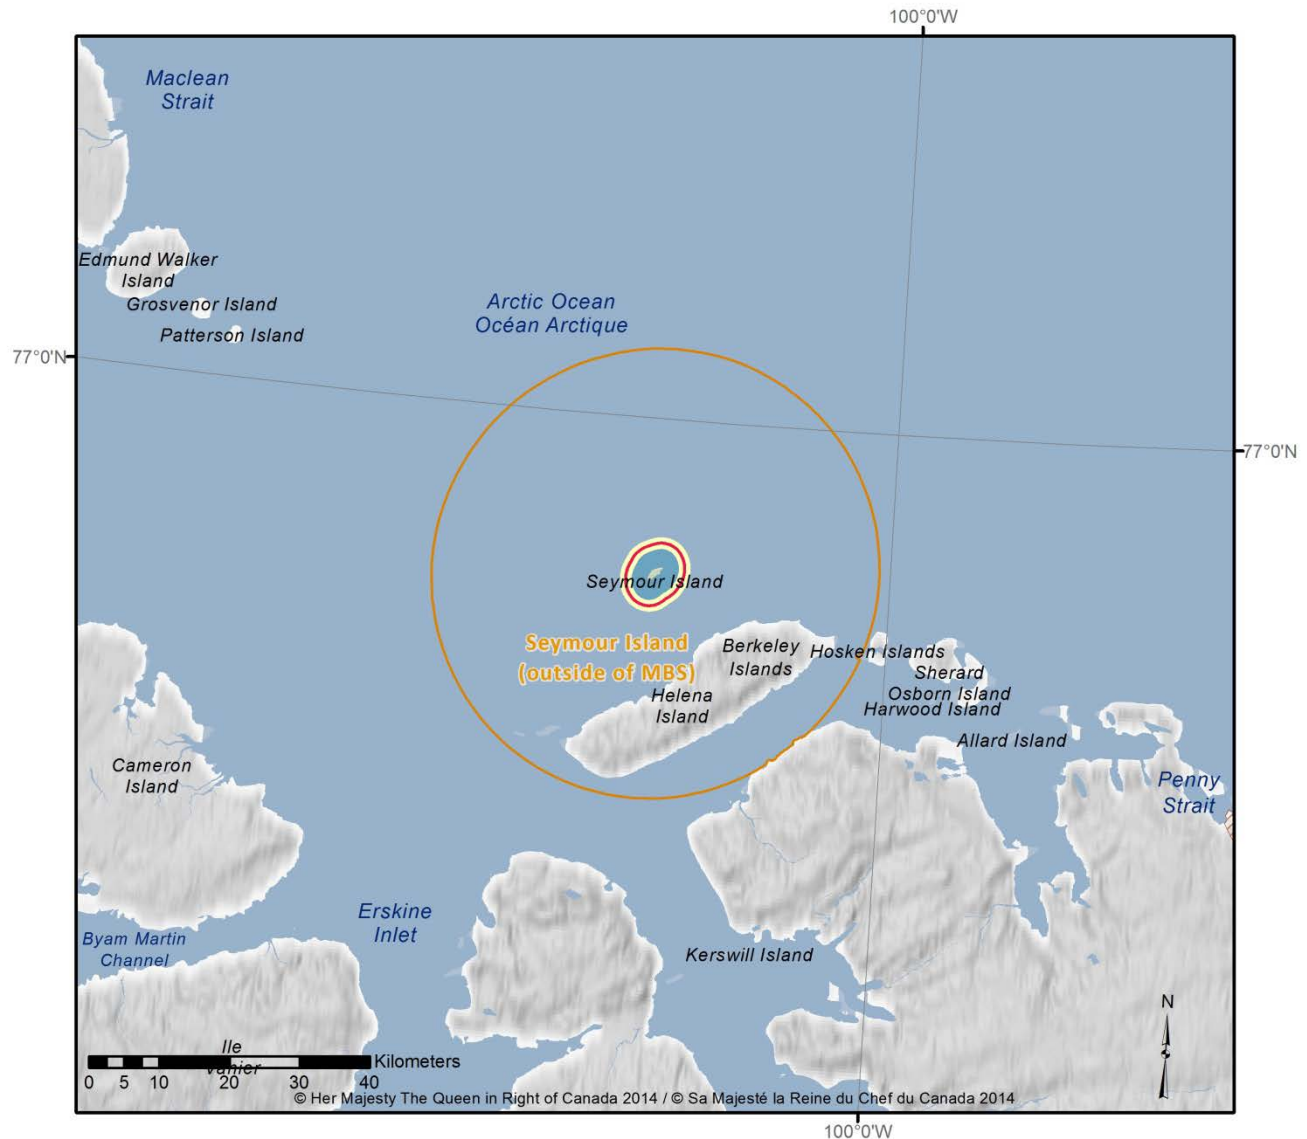 100°0'W
Maclean
Strait
Edmund Walker
Island
Grosvenor Island
Patterson Island
Arctic Ocean
Océan Arctique
77°0'N
77°0'N
Seymour Island
Seymour Island
(outside of MBS)
Berkeley
Islands
Hosken Islands
Sherard
Osborn Island
Harwood Island
Helena
Island
Allard Island
Cameron
Island
Penny
Strait
Erskine
Inlet
Byam Martin
Channel
Kerswill Island
N
Ile
Vanier
Kilometers
0 5 10 20 30 40
© Her Majesty The Queen in Right of Canada 2014 / © Sa Majesté la Reine du Chef du Canada 2014
100°0'W